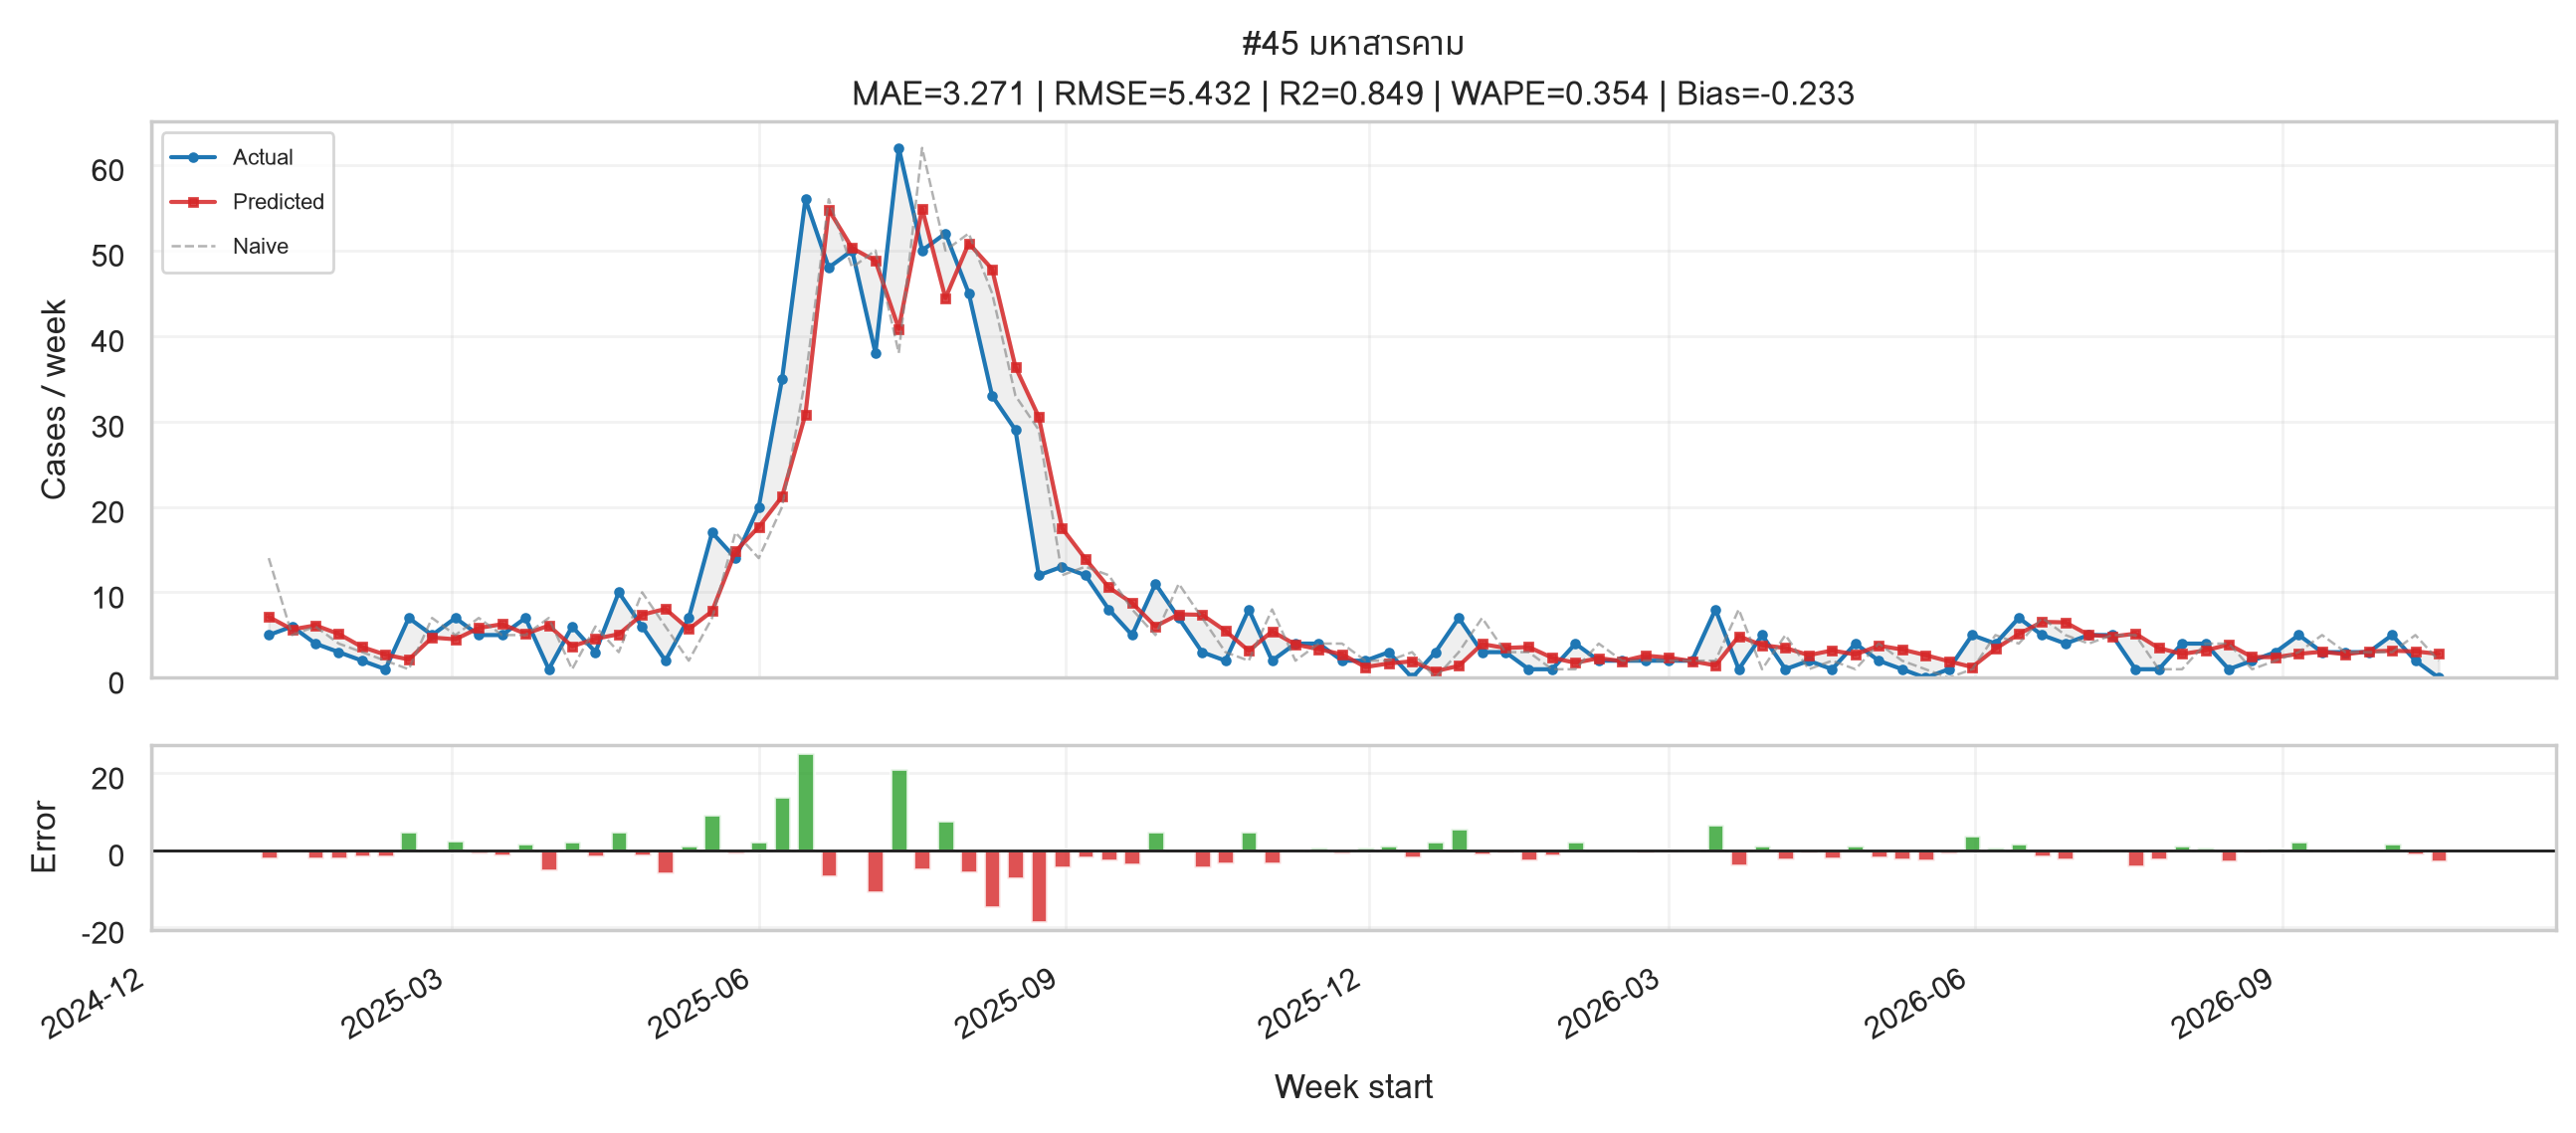 #45 มหาสารคาม
MAE=3.271 | RMSE=5.432 | R2=0.849 | WAPE=0.354 | Bias=-0.233
Actual
Predicted
Naive
Cases / week
60
50
40
30
20
10
0
Error
20
0
-20
2024-12
2025-03
2025-06
2025-09
2025-12
2026-03
2026-06
2026-09
Week start